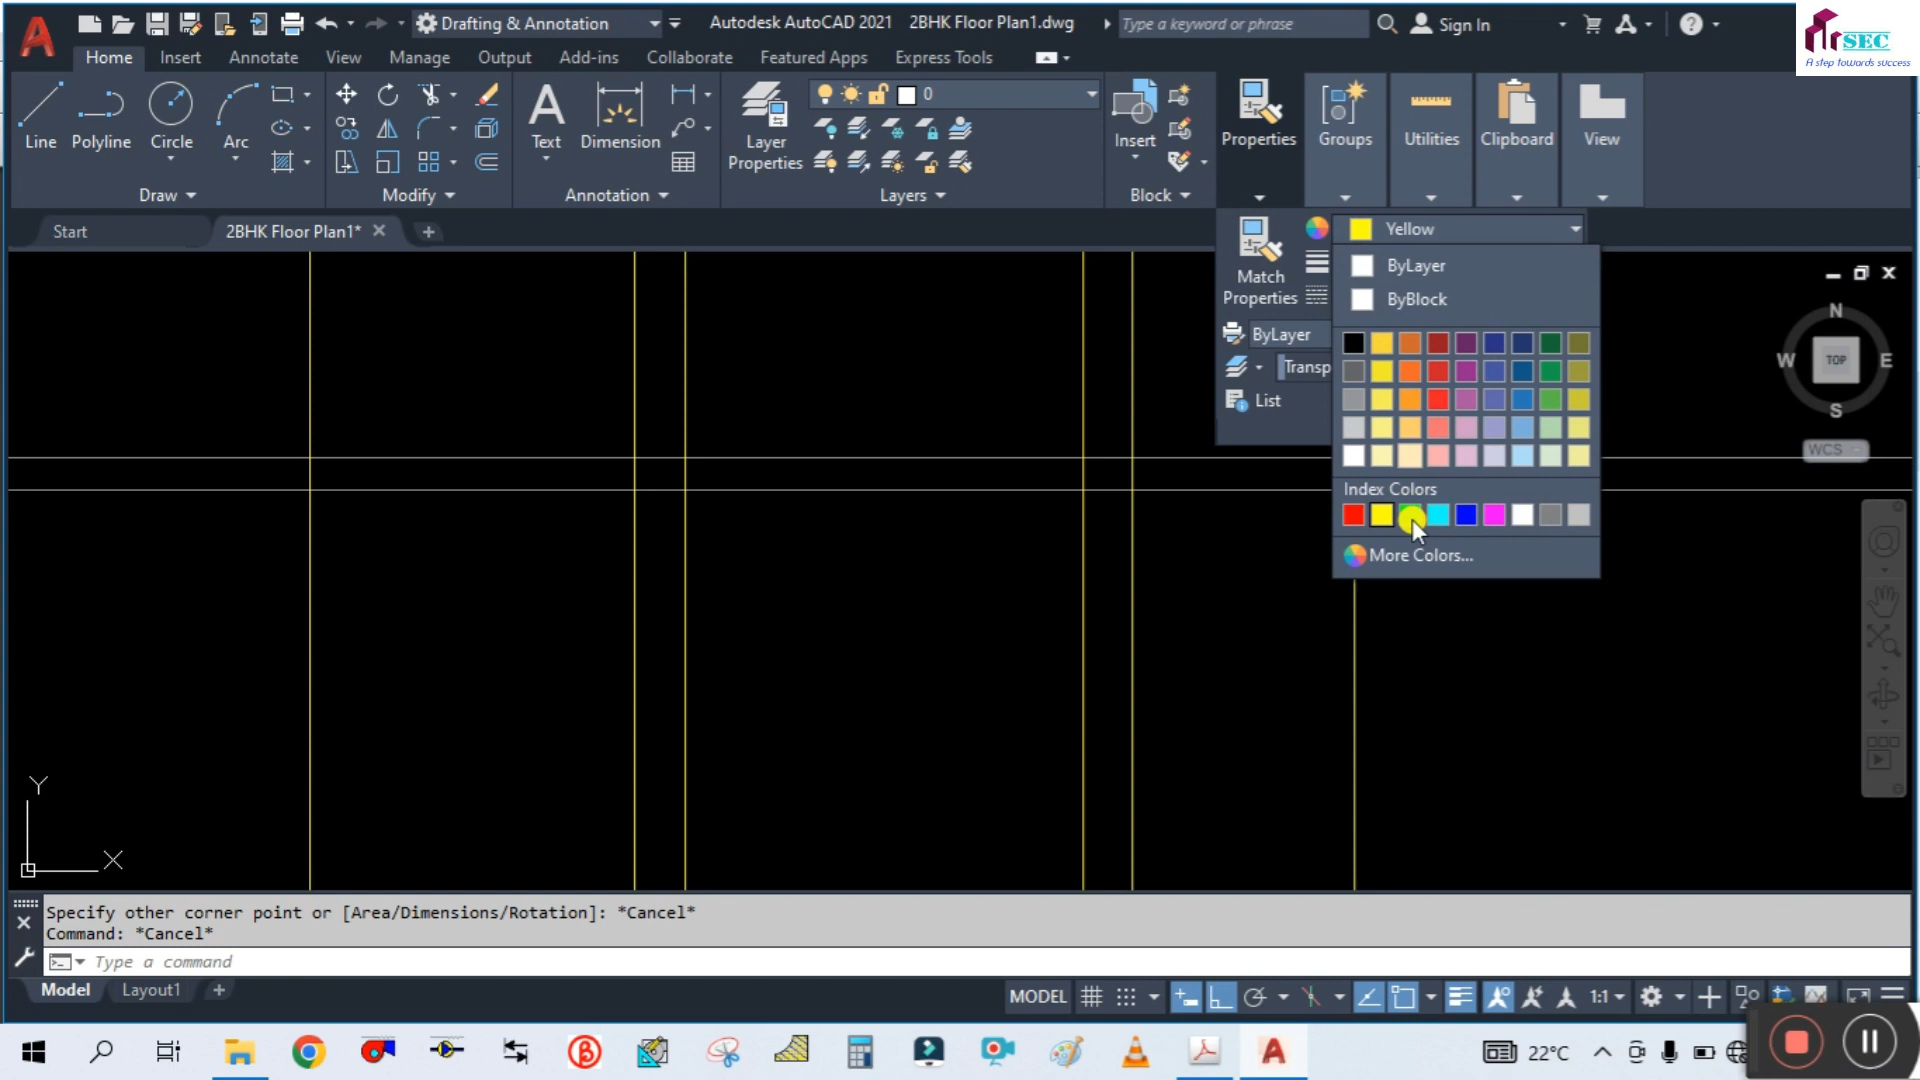 Drafting & Annotation
Autodesk AutoCAD 2021 2BHK Floor Plan1.dwg
Type a keyword or phrase
Sign In
SEC
A step towards success
Home Insert Annotate View Manage Output Add-ins Collaborate Featured Apps Express Tools
0
Line Polyline Circle Arc
Text Dimension
Layer
Properties
Insert
Properties Groups Utilities Clipboard View
Draw Modify Annotation Layers Block
Start 2BHK Floor Plan1*
Yellow
Match
Properties
ByLayer
ByBlock
ByLayer
Transp
List
Index Colors
More Colors...
N
W TOP E
S
WCS
Y
X
Specify other corner point or [Area/Dimensions/Rotation]: *Cancel*
Command: *Cancel*
Type a command
Model Layout1
MODEL
1:1
22°C